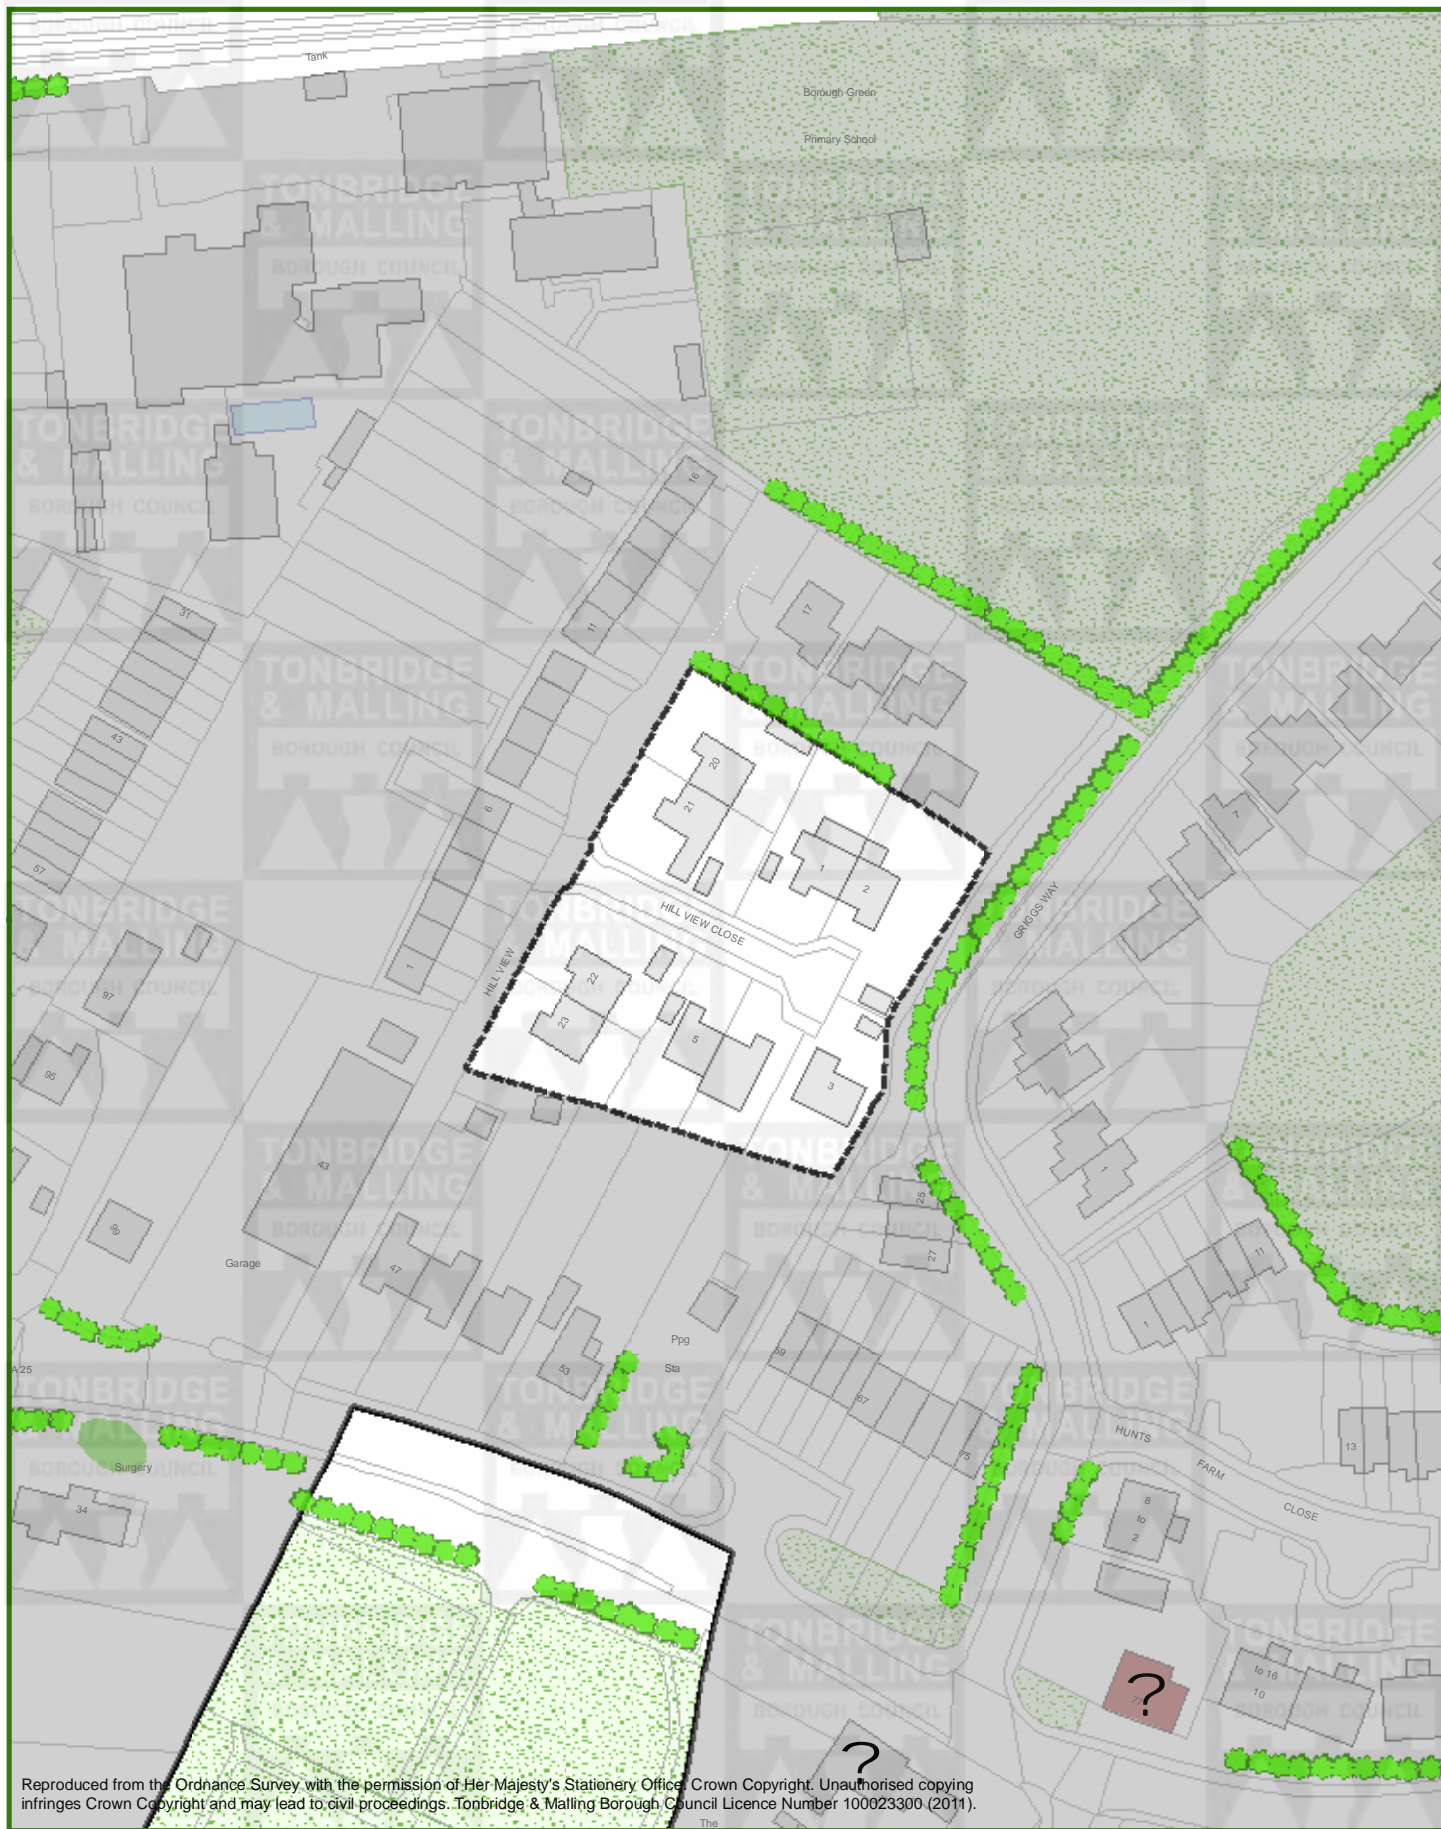 Tank
Borough Green
Primary School
TONBRIDGE
& MALLING
BOROUGH COUNCIL
16
17
11
31
43
57
6
20
21
1
2
HILL VIEW CLOSE
HILL VIEW
GRIGGS WAY
7
1
97
95
22
23
5
3
43
99
Garage
47
53
Ppg
Sta
25
27
59
67
75
1
11
1
A 25
Surgery
34
HUNTS
FARM
CLOSE
13
8
to
2
77
?
to 16
10
?
Reproduced from the Ordnance Survey with the permission of Her Majesty's Stationery Office. Crown Copyright. Unauthorised copying
infringes Crown Copyright and may lead to civil proceedings. Tonbridge & Malling Borough Council Licence Number 100023300 (2011).
The